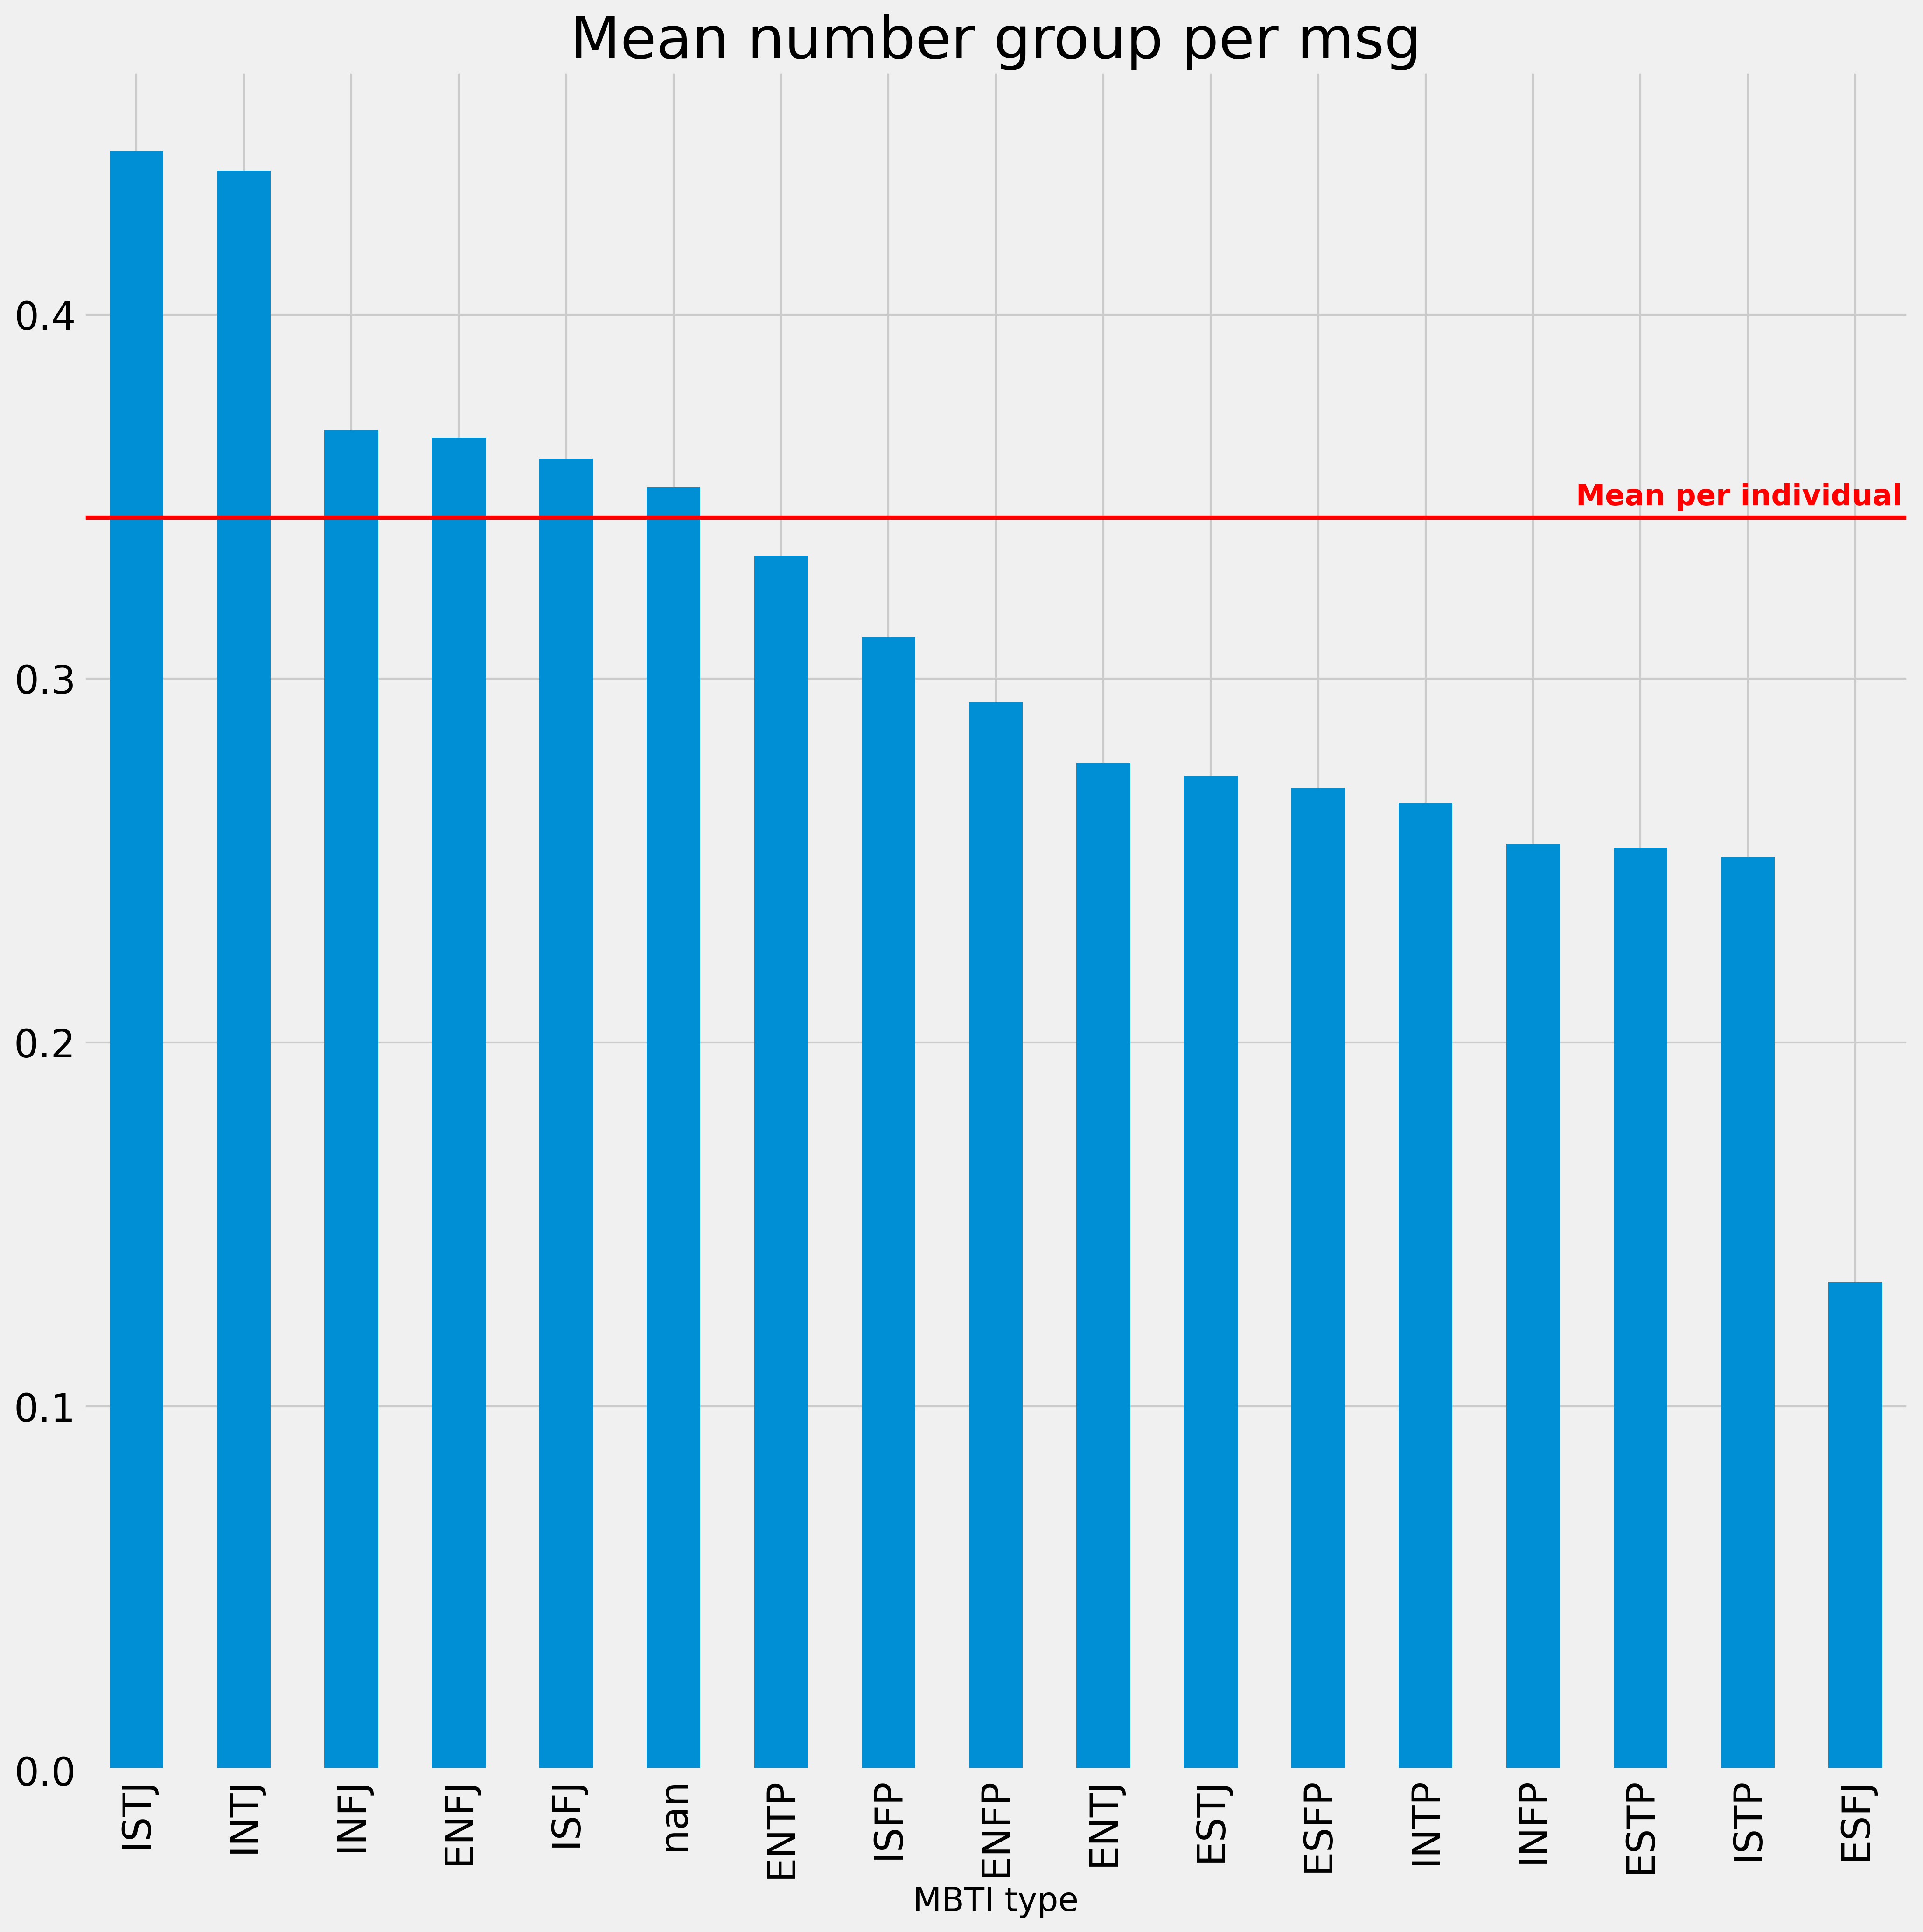 Mean number group per msg
0.4
Mean per individual
0.3
0.2
0.1
0.0
ISTJ
INTJ
INFJ
ENFJ
ISFJ
nan
ENTP
ISFP
ENFP
ENTJ
ESTJ
ESFP
INTP
INFP
ESTP
ISTP
ESFJ
MBTI type